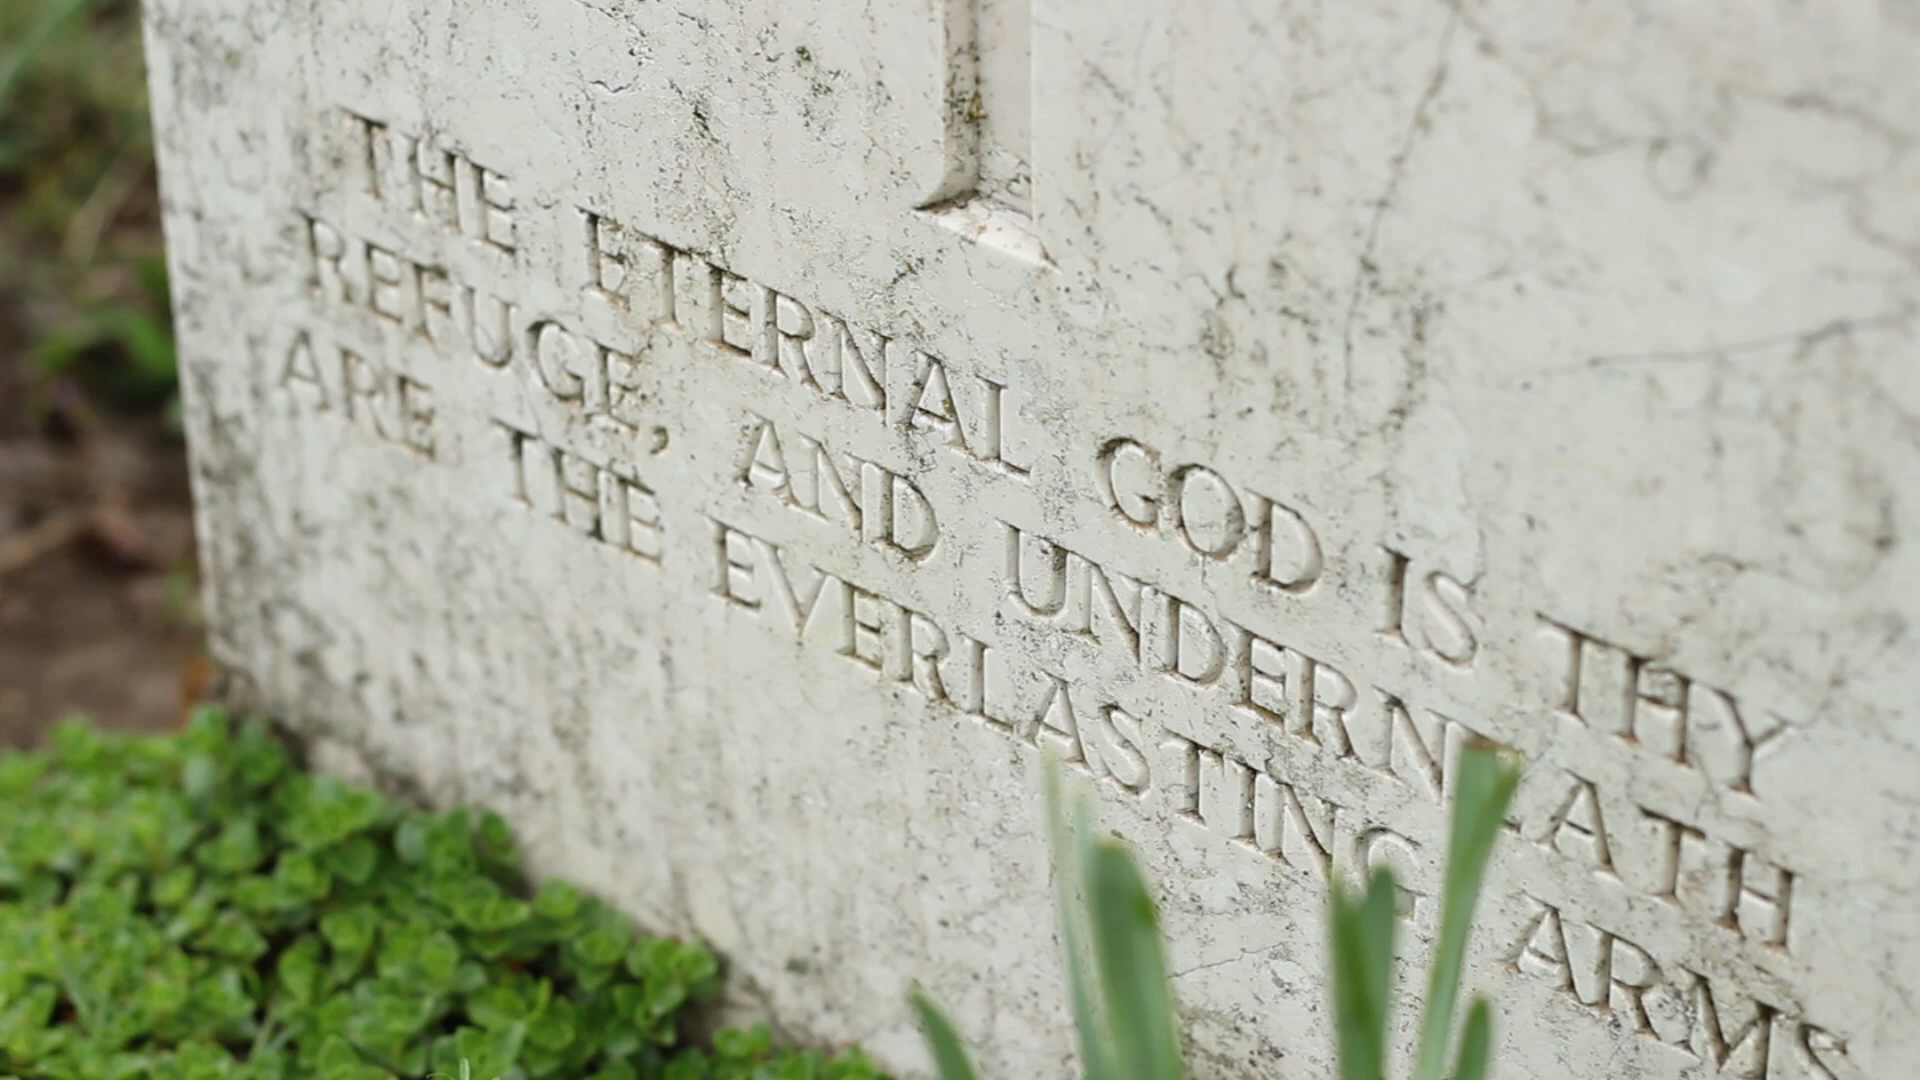 THE ETERNAL GOD IS THY
REFUGE, AND UNDERNEATH
ARE THE EVERLASTING ARMS